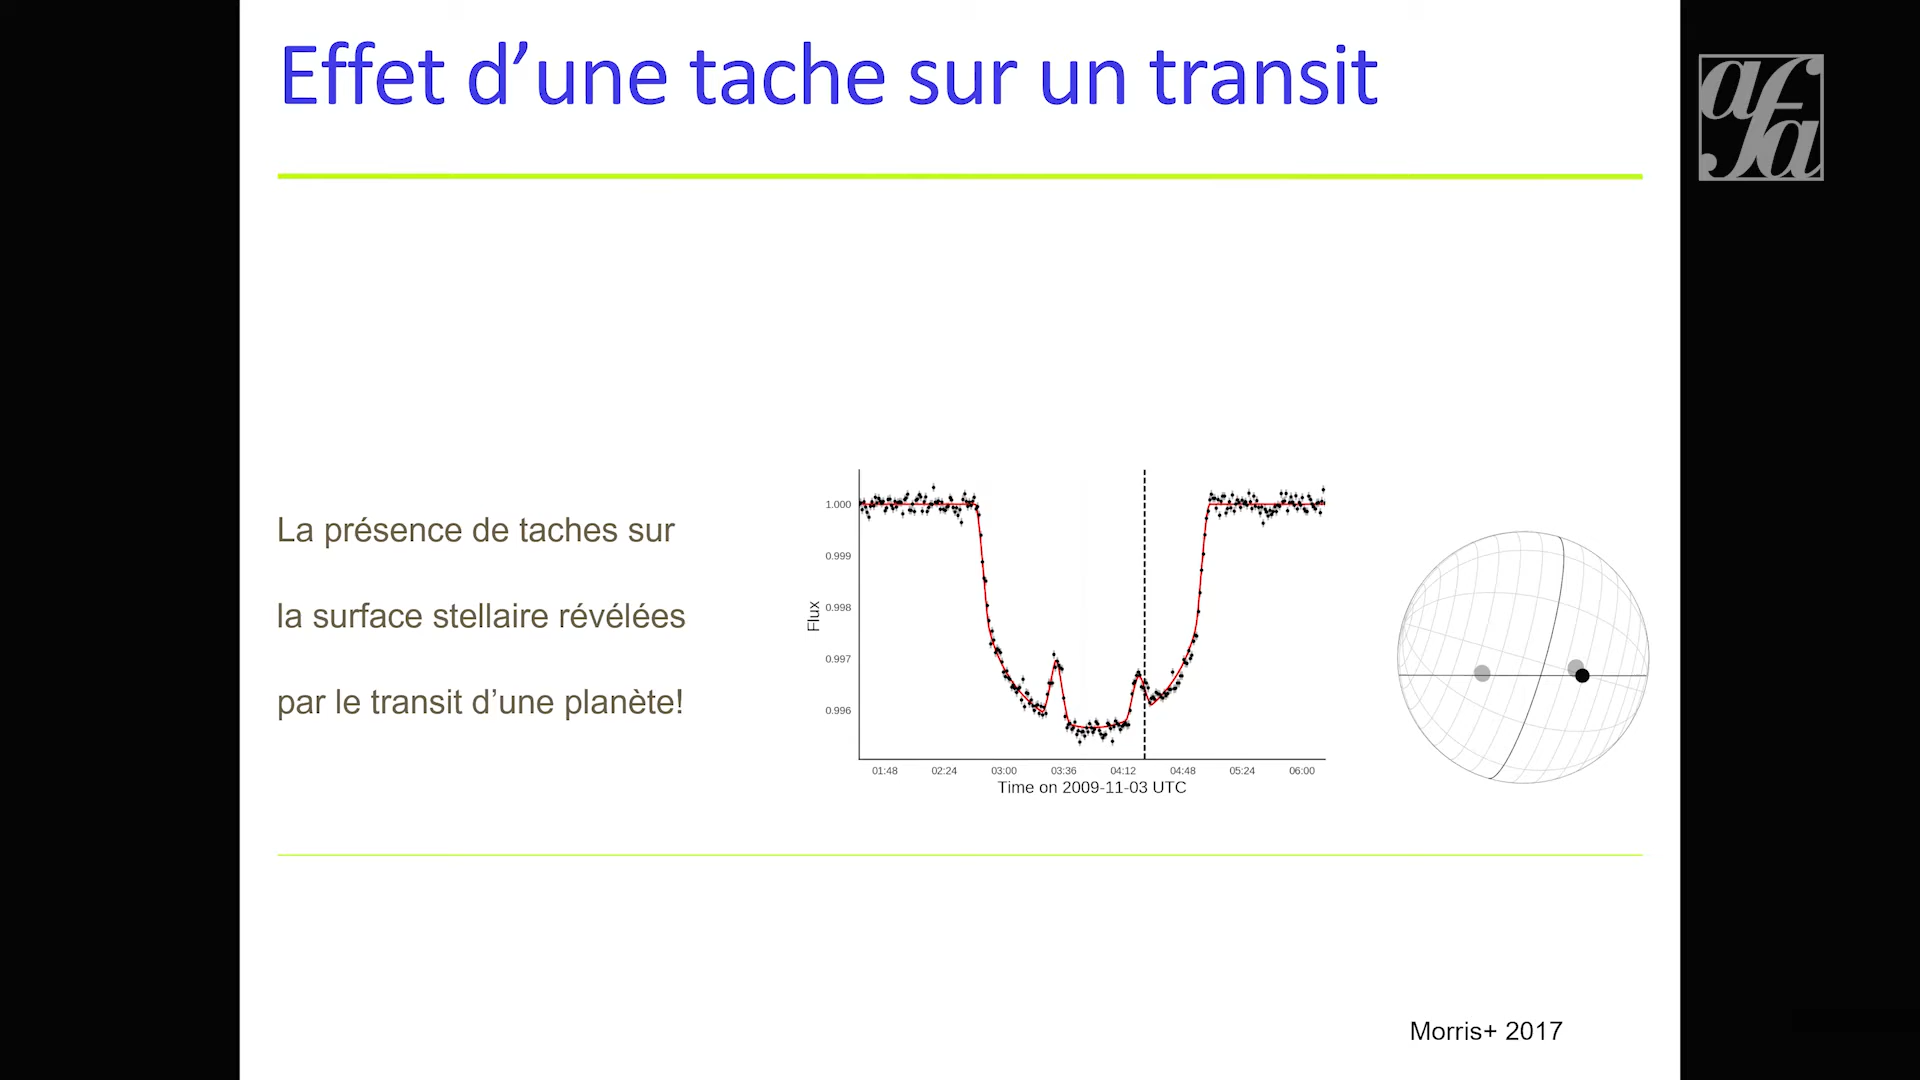 Effet d’une tache sur un transit
afa
La présence de taches sur
la surface stellaire révélées
par le transit d’une planète!
Flux
1.000
0.999
0.998
0.997
0.996
01:48 02:24 03:00 03:36 04:12 04:48 05:24 06:00
Time on 2009-11-03 UTC
Morris+ 2017